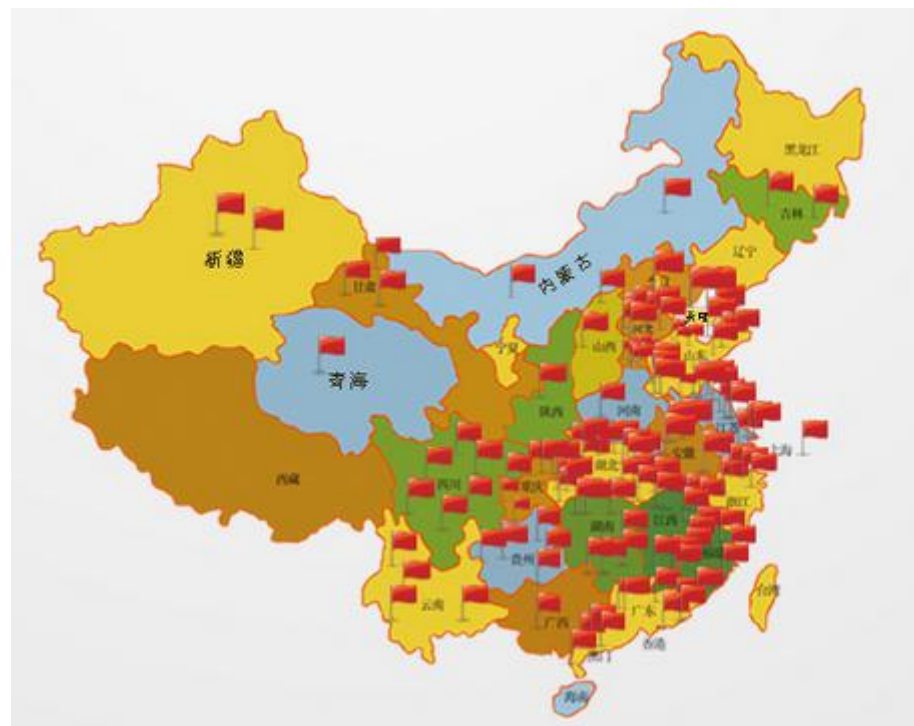 黑龙江
吉林
辽宁
新疆
内蒙古
甘肃
河北
宁夏
山西
山东
青海
陕西
河南
江苏
上海
西藏
四川
重庆
湖北
安徽
浙江
湖南
江西
贵州
云南
广西
广东
台湾
香港
澳门
海南